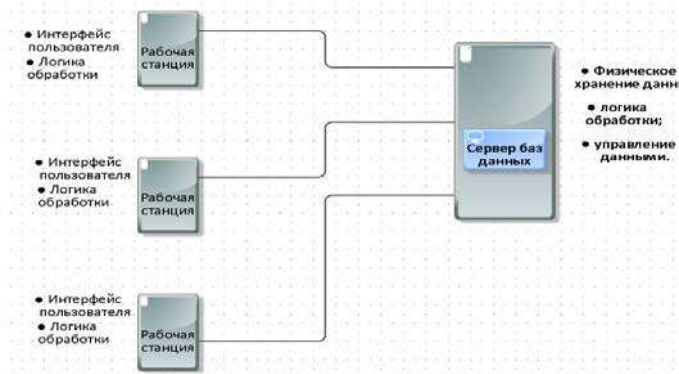 ● Интерфейс
пользователя
● Логика
обработки
Рабочая
станция
● Интерфейс
пользователя
● Логика
обработки
Рабочая
станция
● Интерфейс
пользователя
● Логика
обработки
Рабочая
станция
Сервер баз
данных
● Физическое
хранение данн
● логика
обработки;
● управление
данными.